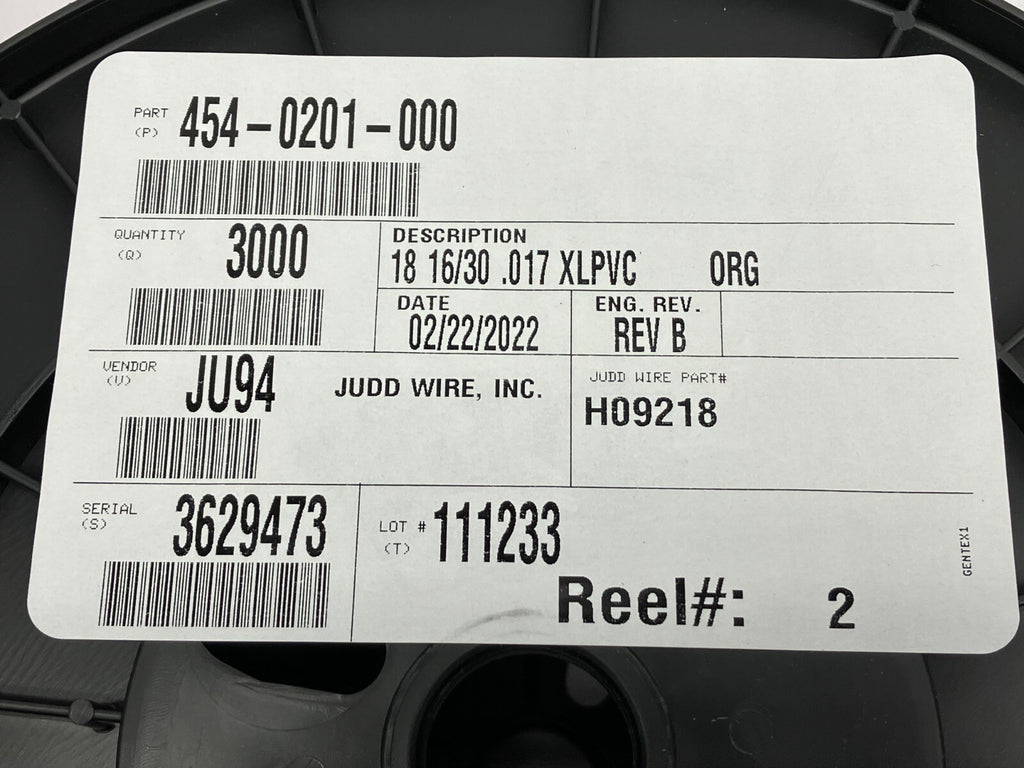 PART 454-0201-000
(P)
QUANTITY 3000
(Q)
DESCRIPTION
18 16/30 .017 XLPVC ORG
DATE ENG. REV.
02/22/2022 REV B
VENDOR JU94 JUDD WIRE, INC.
(V)
JUDD WIRE PART#
H09218
SERIAL 3629473
(S)
LOT # 111233
(T)
Reel#: 2
GENTEX1